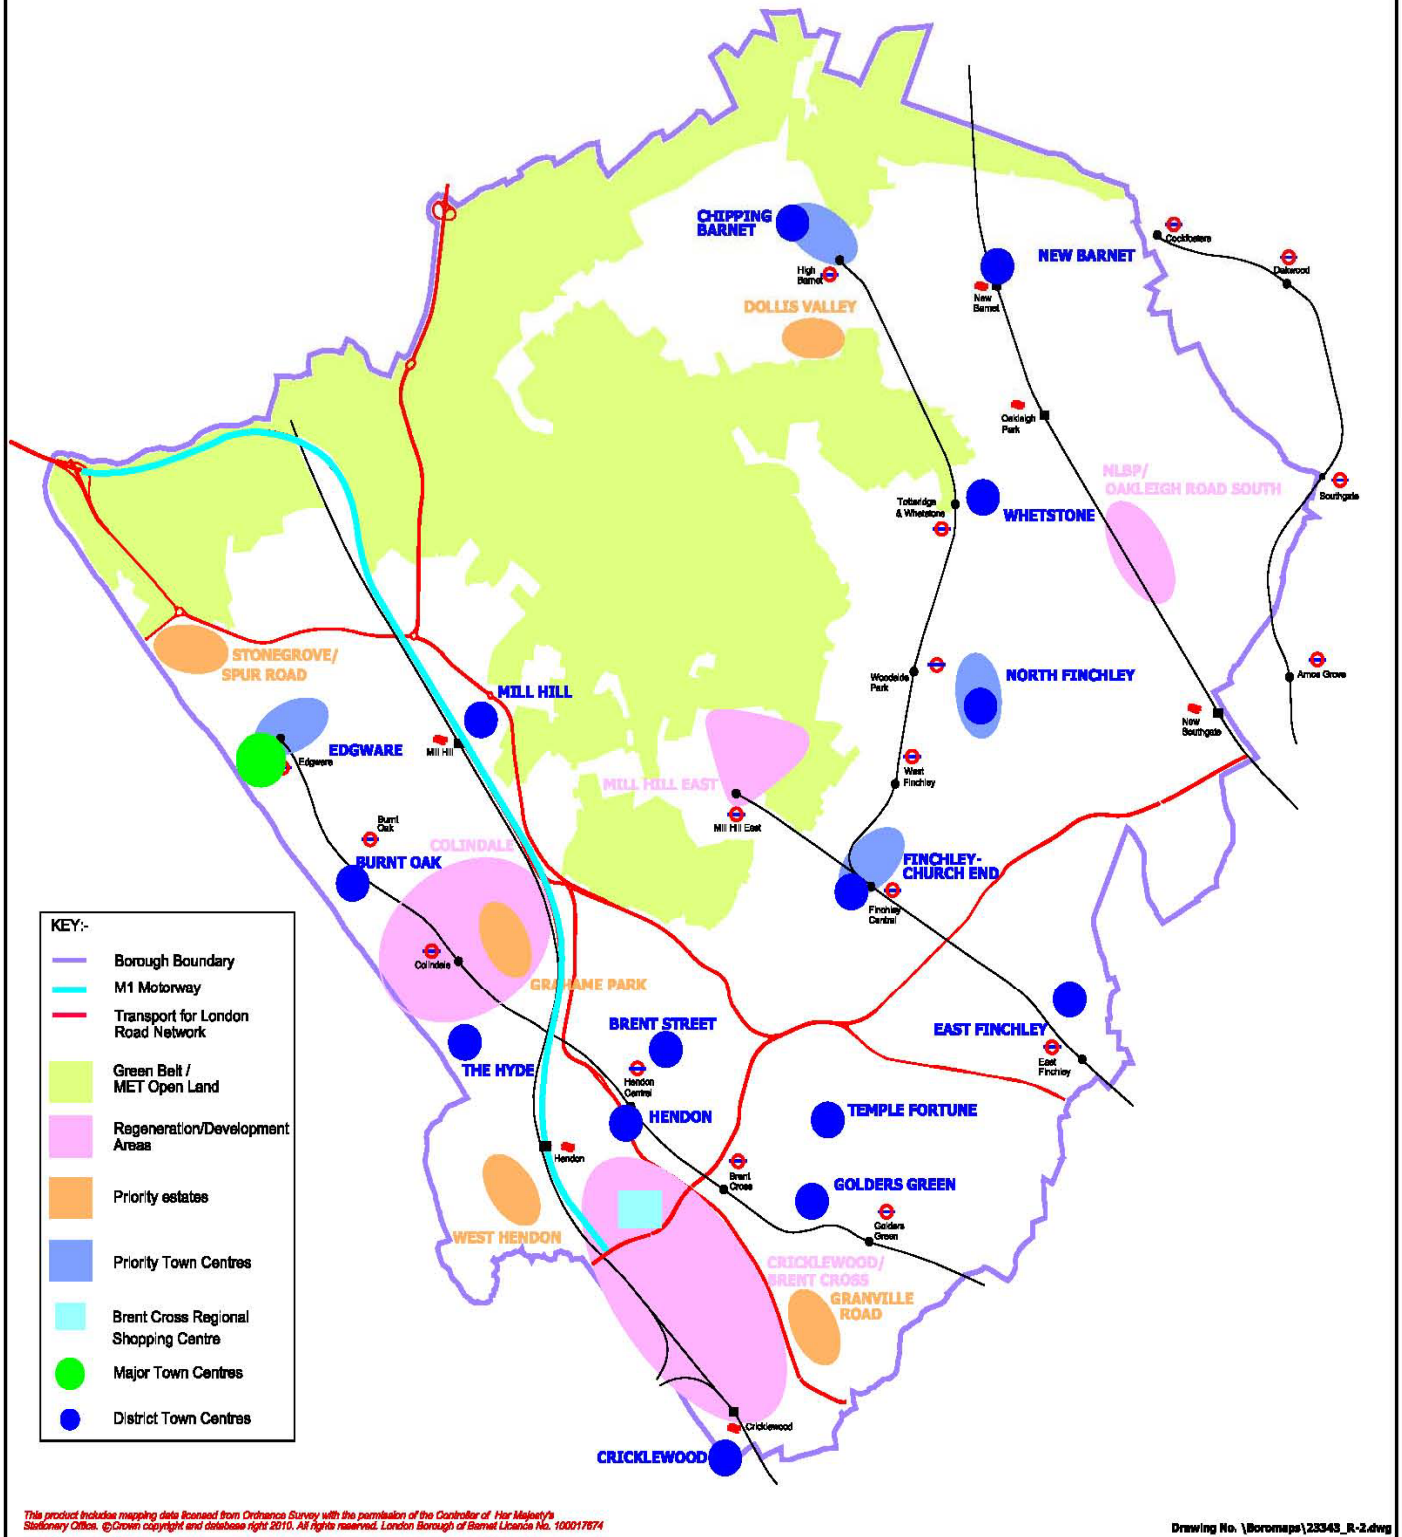 CHIPPING
BARNET
NEW BARNET
Cockfosters
Oakwood
High
Barnet
New
Barnet
DOLLIS VALLEY
Oakleigh
Park
NLBP/
OAKLEIGH ROAD SOUTH
Southgate
Totteridge
& Whetstone
WHETSTONE
STONEGROVE/
SPUR ROAD
Woodside
Park
NORTH FINCHLEY
Arnos Grove
MILL HILL
New
Southgate
EDGWARE
Edgware
Mill Hill
West
Finchley
MILL HILL EAST
Mill Hill East
Burnt
Oak
COLINDALE
BURNT OAK
FINCHLEY-
CHURCH END
Finchley
Central
Colindale
GRAHAME PARK
BRENT STREET
EAST FINCHLEY
East
Finchley
THE HYDE
Hendon
Central
HENDON
TEMPLE FORTUNE
Hendon
Brent
Cross
GOLDERS GREEN
Golders
Green
WEST HENDON
CRICKLEWOOD/
BRENT CROSS
GRANVILLE
ROAD
Cricklewood
CRICKLEWOOD
KEY:-
Borough Boundary
M1 Motorway
Transport for London
Road Network
Green Belt /
MET Open Land
Regeneration/Development
Areas
Priority estates
Priority Town Centres
Brent Cross Regional
Shopping Centre
Major Town Centres
District Town Centres
This product includes mapping data licensed from Ordnance Survey with the permission of the Controller of Her Majesty's
Stationery Office. © Crown copyright and database right 2010. All rights reserved. London Borough of Barnet Licence No. 100017674
Drawing No. \Boromaps\23343_R-2.dwg